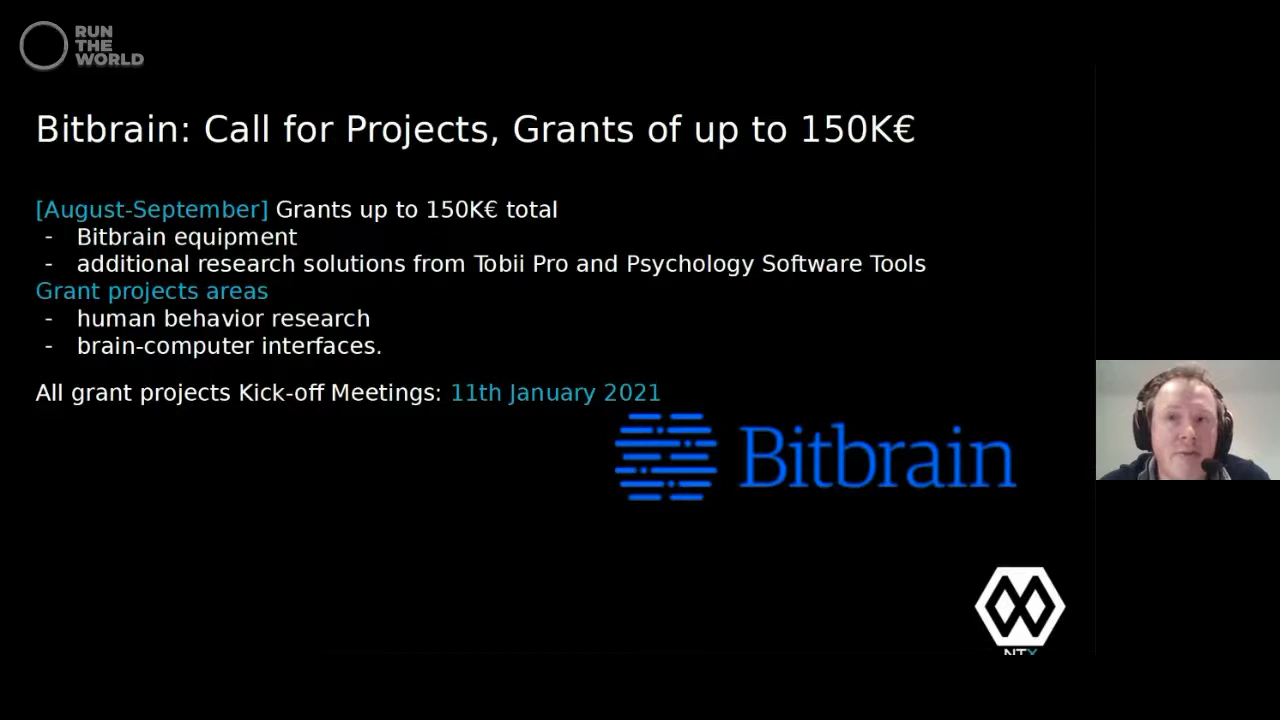 RUN
THE
WORLD
Bitbrain: Call for Projects, Grants of up to 150K€
[August-September] Grants up to 150K€ total
- Bitbrain equipment
- additional research solutions from Tobii Pro and Psychology Software Tools
Grant projects areas
- human behavior research
- brain-computer interfaces.
All grant projects Kick-off Meetings: 11th January 2021
Bitbrain
NTX